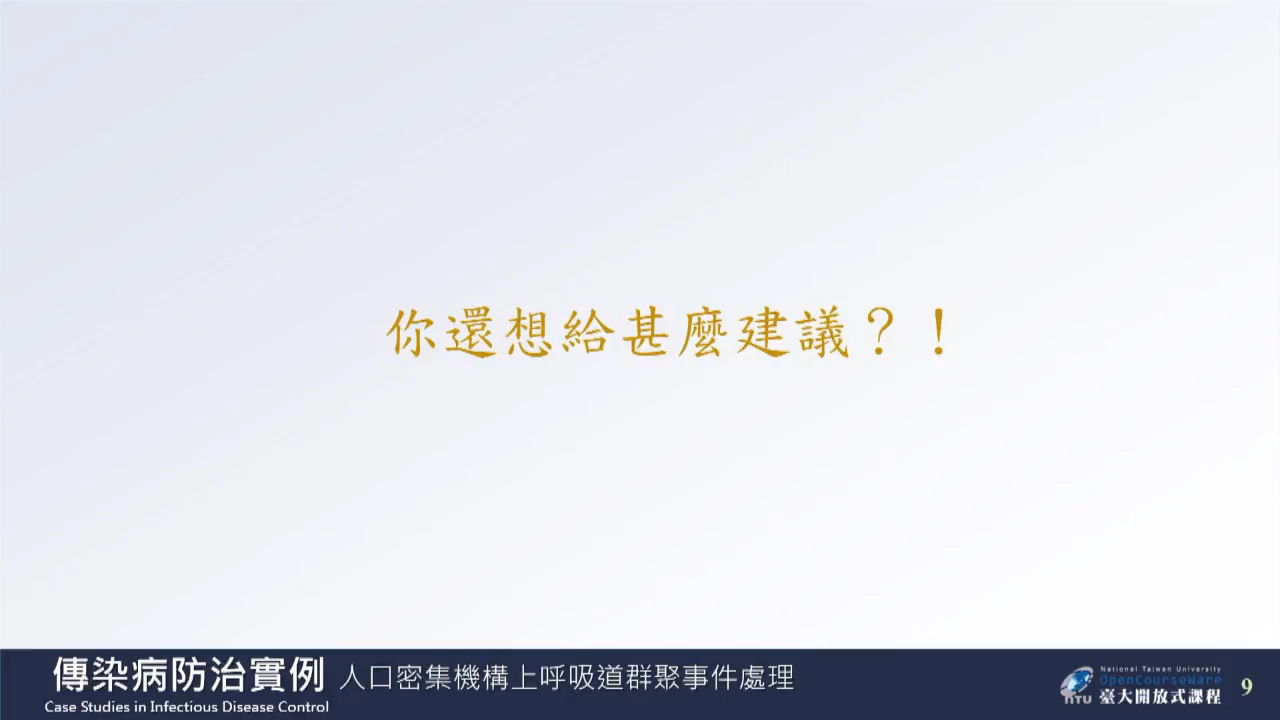 你還想給甚麼建議？！
傳染病防治實例 人口密集機構上呼吸道群聚事件處理
Case Studies in Infectious Disease Control
National Taiwan University
OpenCourseWare
NTU 臺大開放式課程
9